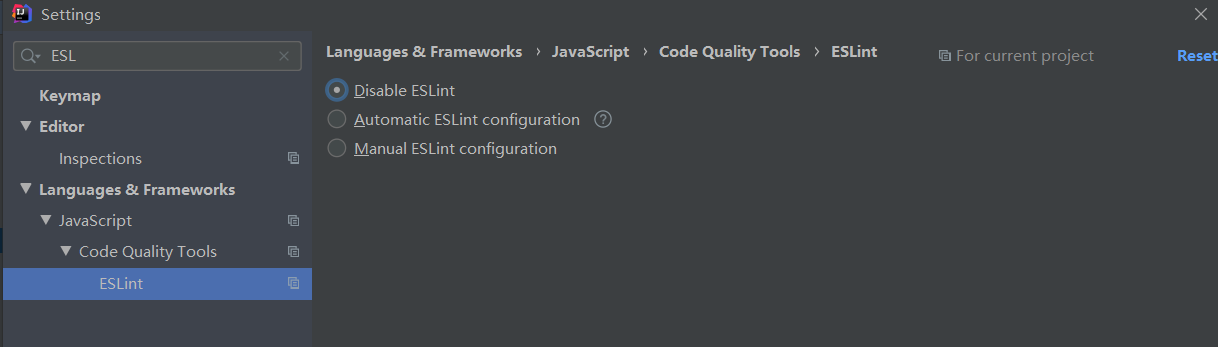 Settings
ESL
Keymap
Editor
Inspections
Languages & Frameworks
JavaScript
Code Quality Tools
ESLint
Languages & Frameworks › JavaScript › Code Quality Tools › ESLint
For current project
Reset
Disable ESLint
Automatic ESLint configuration ?
Manual ESLint configuration